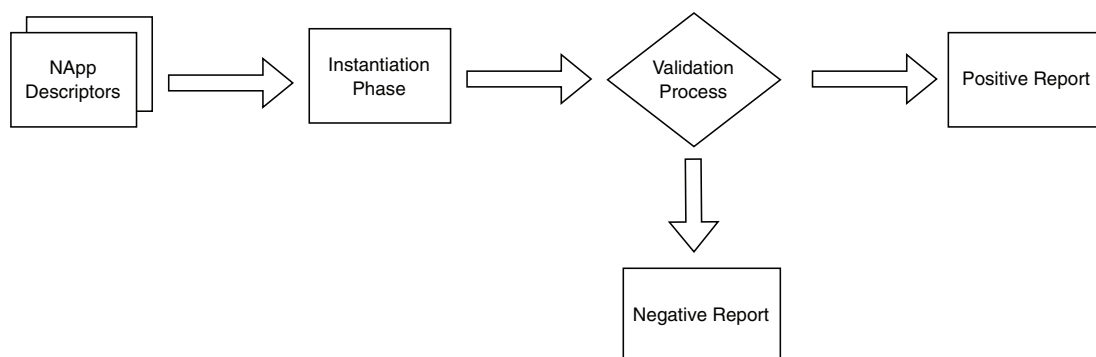 NApp
Descriptors
Instantiation
Phase
Validation
Process
Positive Report
Negative Report